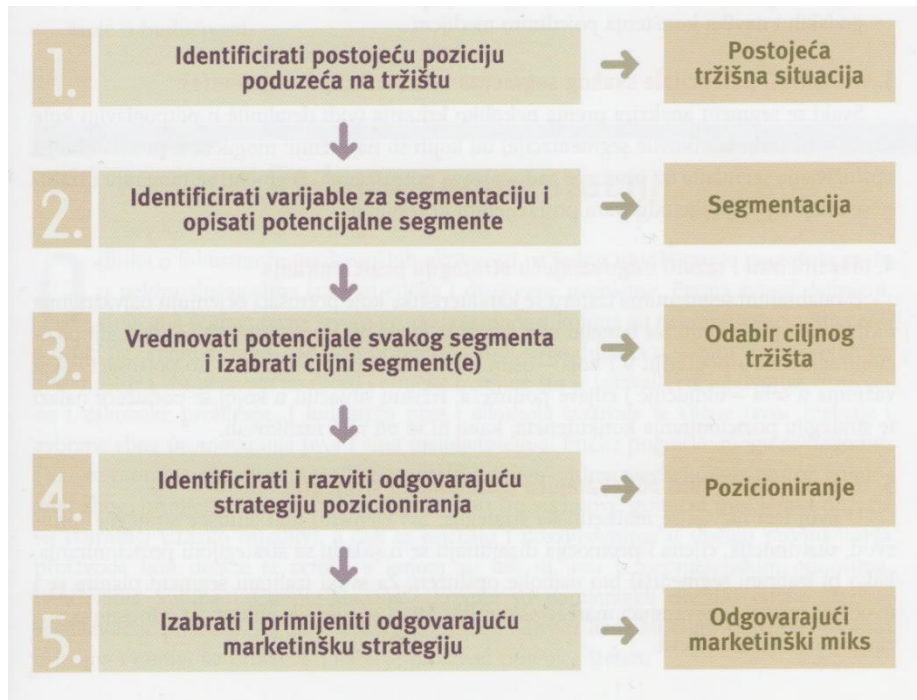 1.
Identificirati postojeću poziciju
poduzeća na tržištu
Postojeća
tržišna situacija
2.
Identificirati varijable za segmentaciju i
opisati potencijalne segmente
Segmentacija
3.
Vrednovati potencijale svakog segmenta
i izabrati ciljni segment(e)
Odabir ciljnog
tržišta
4.
Identificirati i razviti odgovarajuću
strategiju pozicioniranja
Pozicioniranje
5.
Izabrati i primijeniti odgovarajuću
marketinšku strategiju
Odgovarajući
marketinški miks